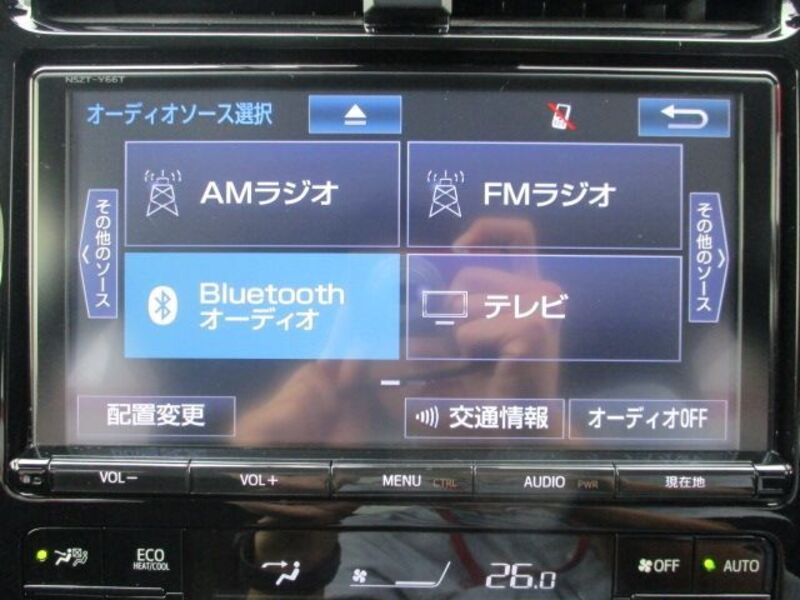 NSZT-Y66T
オーディオソース選択
AMラジオ
FMラジオ
その他のソース
その他のソース
Bluetooth
オーディオ
テレビ
配置変更
交通情報
オーディオOFF
VOL−
VOL+
MENU CTRL
AUDIO PWR
現在地
ECO
HEAT/COOL
26.0
OFF
AUTO